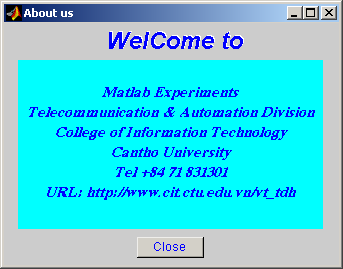 About us
WelCome to
Matlab Experiments
Telecommunication & Automation Division
College of Information Technology
Cantho University
Tel +84 71 831301
URL: http://www.cit.ctu.edu.vn/vt_tdh
Close